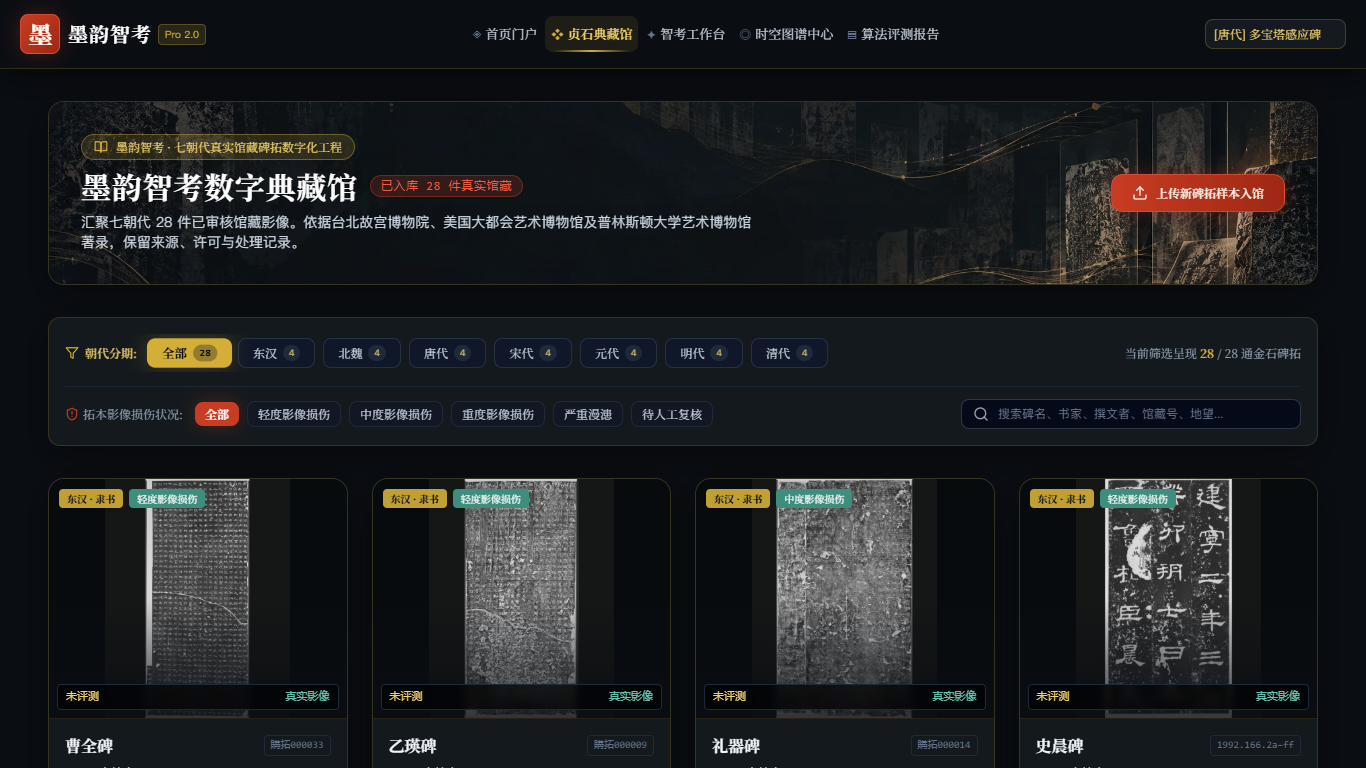 墨 墨韵智考 Pro 2.0
首页门户 贞石典藏馆 智考工作台 时空图谱中心 算法评测报告
[唐代] 多宝塔感应碑
墨韵智考 · 七朝代真实馆藏碑拓数字化工程
墨韵智考数字典藏馆 已入库 28 件真实馆藏
汇聚七朝代 28 件已审核馆藏影像。依据台北故宫博物院、美国大都会艺术博物馆及普林斯顿大学艺术博物馆
著录，保留来源、许可与处理记录。
上传新碑拓样本入馆
朝代分期: 全部 28 东汉 4 北魏 4 唐代 4 宋代 4 元代 4 明代 4 清代 4
当前筛选呈现 28 / 28 通金石碑拓
拓本影像损伤状况: 全部 轻度影像损伤 中度影像损伤 重度影像损伤 严重漫漶 待人工复核
搜索碑名、书家、撰文者、馆藏号、地望...
东汉 · 隶书 轻度影像损伤
未评测 真实影像
曹全碑 購拓000033
东汉 · 隶书 轻度影像损伤
未评测 真实影像
乙瑛碑 購拓000009
东汉 · 隶书 中度影像损伤
未评测 真实影像
礼器碑 購拓000014
东汉 · 隶书 轻度影像损伤
建寧二年三
未评测 真实影像
史晨碑 1992.166.2a-ff